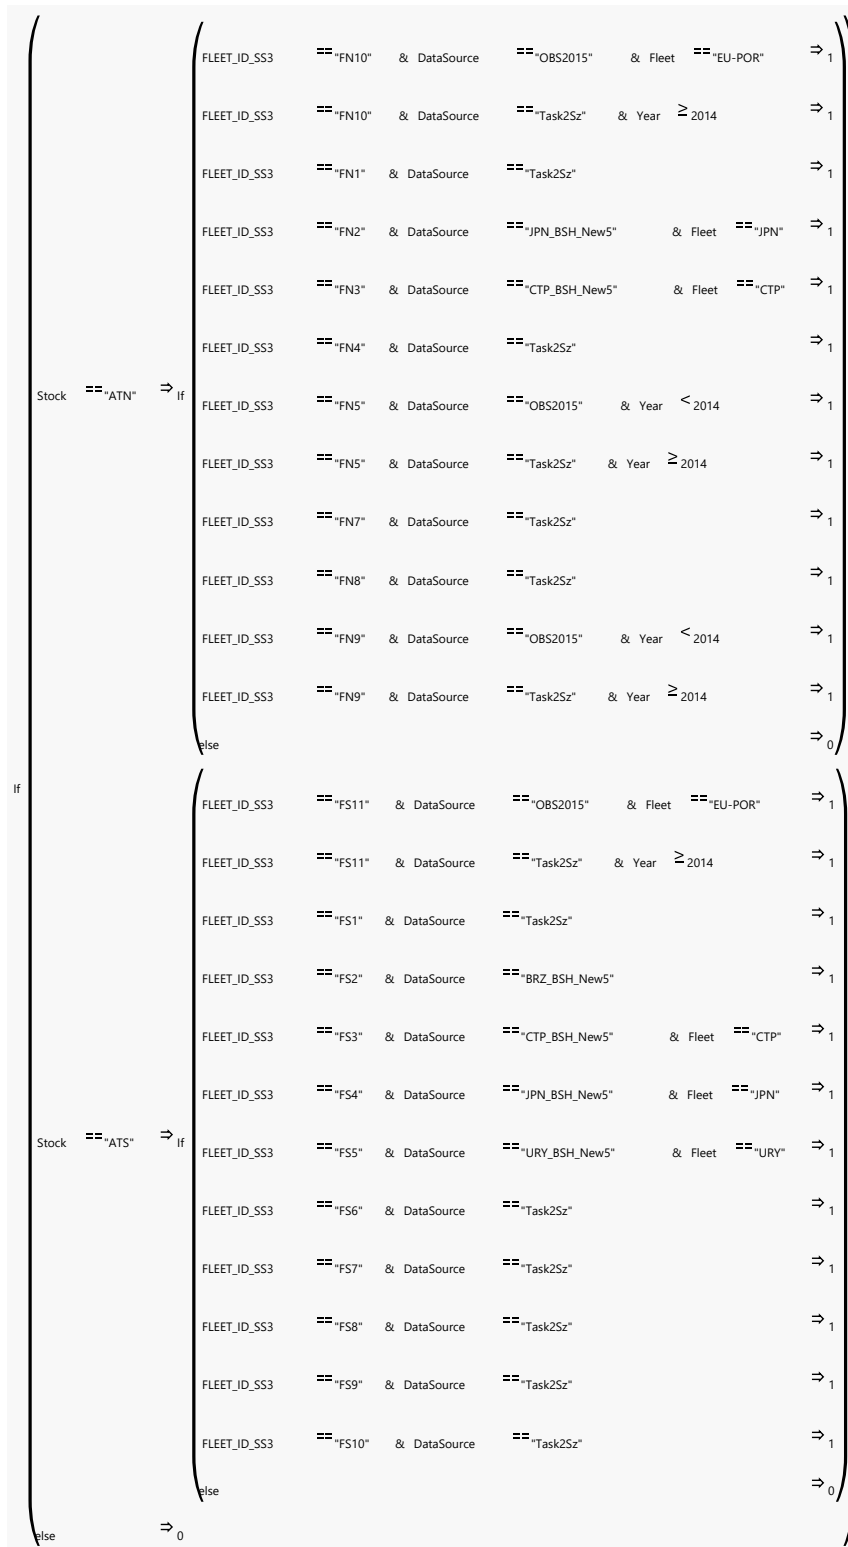 FLEET_ID_SS3 == "FN10" & DataSource == "OBS2015" & Fleet == "EU-POR" ⇒ 1
FLEET_ID_SS3 == "FN10" & DataSource == "Task2Sz" & Year ≥ 2014 ⇒ 1
FLEET_ID_SS3 == "FN1" & DataSource == "Task2Sz" ⇒ 1
FLEET_ID_SS3 == "FN2" & DataSource == "JPN_BSH_New5" & Fleet == "JPN" ⇒ 1
FLEET_ID_SS3 == "FN3" & DataSource == "CTP_BSH_New5" & Fleet == "CTP" ⇒ 1
FLEET_ID_SS3 == "FN4" & DataSource == "Task2Sz" ⇒ 1
Stock == "ATN" ⇒ If
FLEET_ID_SS3 == "FN5" & DataSource == "OBS2015" & Year < 2014 ⇒ 1
FLEET_ID_SS3 == "FN5" & DataSource == "Task2Sz" & Year ≥ 2014 ⇒ 1
FLEET_ID_SS3 == "FN7" & DataSource == "Task2Sz" ⇒ 1
FLEET_ID_SS3 == "FN8" & DataSource == "Task2Sz" ⇒ 1
FLEET_ID_SS3 == "FN9" & DataSource == "OBS2015" & Year < 2014 ⇒ 1
FLEET_ID_SS3 == "FN9" & DataSource == "Task2Sz" & Year ≥ 2014 ⇒ 1
else ⇒ 0
If
FLEET_ID_SS3 == "FS11" & DataSource == "OBS2015" & Fleet == "EU-POR" ⇒ 1
FLEET_ID_SS3 == "FS11" & DataSource == "Task2Sz" & Year ≥ 2014 ⇒ 1
FLEET_ID_SS3 == "FS1" & DataSource == "Task2Sz" ⇒ 1
FLEET_ID_SS3 == "FS2" & DataSource == "BRZ_BSH_New5" ⇒ 1
FLEET_ID_SS3 == "FS3" & DataSource == "CTP_BSH_New5" & Fleet == "CTP" ⇒ 1
FLEET_ID_SS3 == "FS4" & DataSource == "JPN_BSH_New5" & Fleet == "JPN" ⇒ 1
Stock == "ATS" ⇒ If
FLEET_ID_SS3 == "FS5" & DataSource == "URY_BSH_New5" & Fleet == "URY" ⇒ 1
FLEET_ID_SS3 == "FS6" & DataSource == "Task2Sz" ⇒ 1
FLEET_ID_SS3 == "FS7" & DataSource == "Task2Sz" ⇒ 1
FLEET_ID_SS3 == "FS8" & DataSource == "Task2Sz" ⇒ 1
FLEET_ID_SS3 == "FS9" & DataSource == "Task2Sz" ⇒ 1
FLEET_ID_SS3 == "FS10" & DataSource == "Task2Sz" ⇒ 1
else ⇒ 0
else ⇒ 0